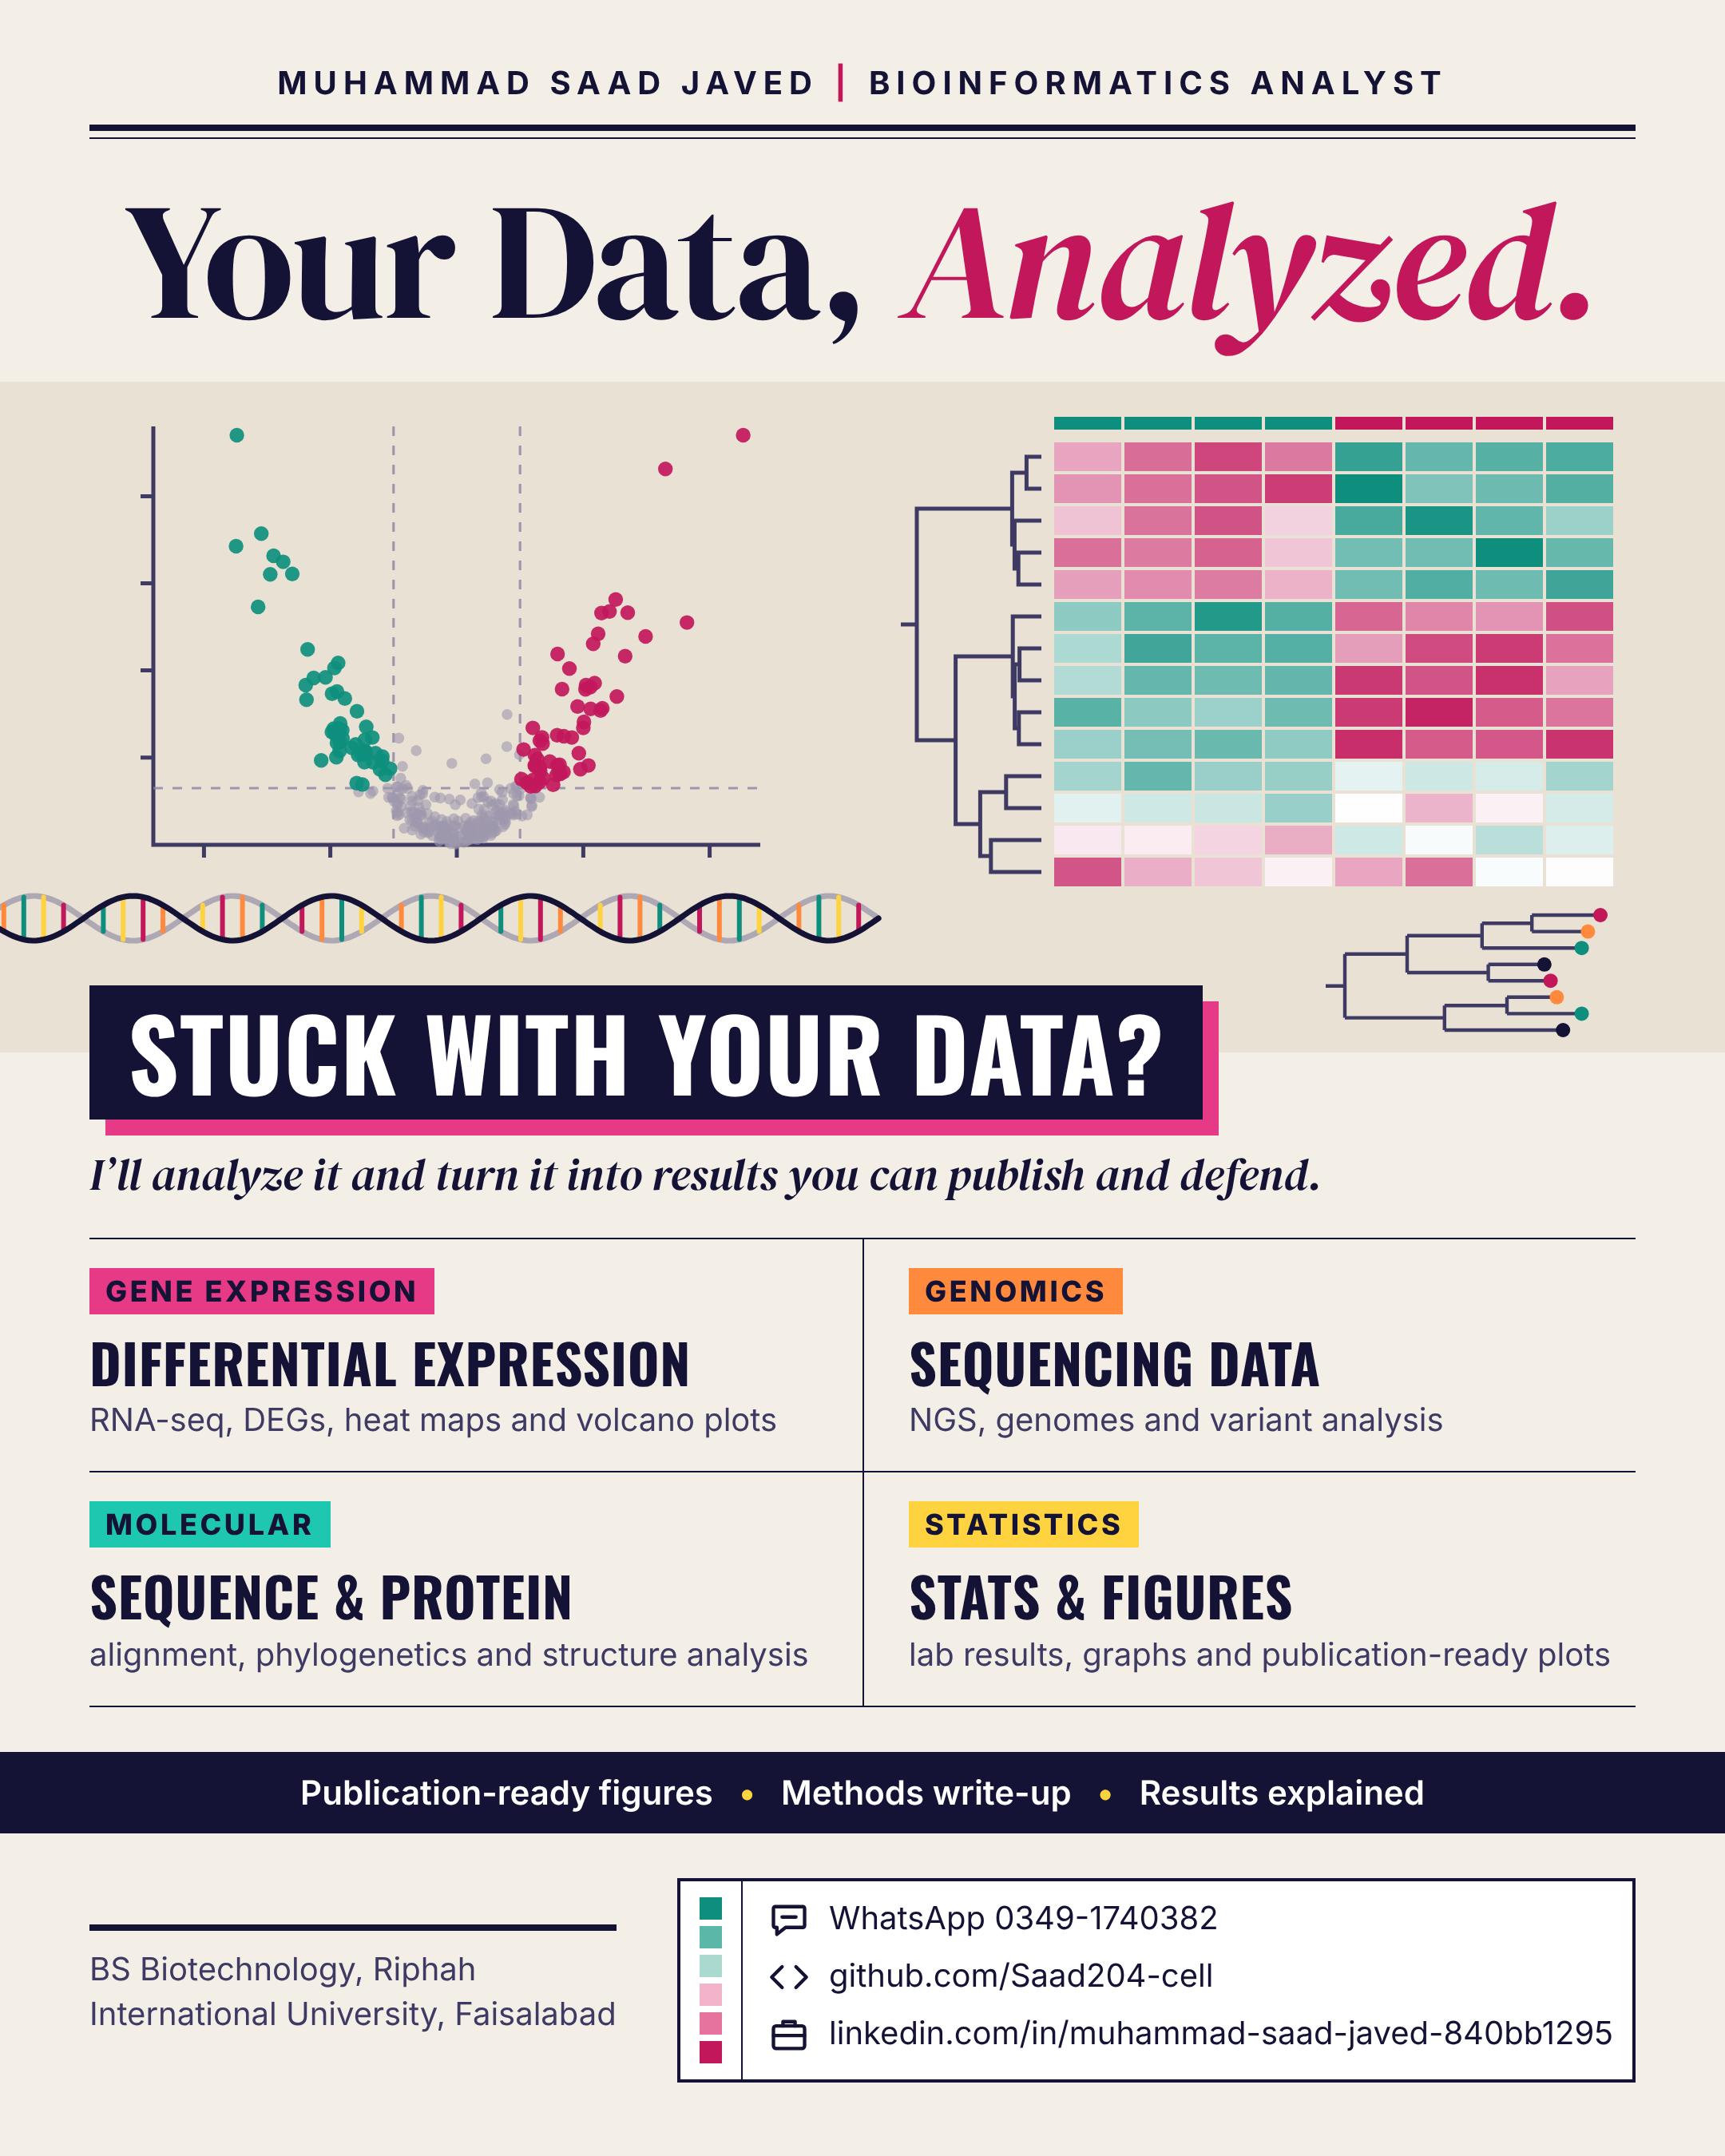 MUHAMMAD SAAD JAVED | BIOINFORMATICS ANALYST
Your Data, Analyzed.
STUCK WITH YOUR DATA?
I’ll analyze it and turn it into results you can publish and defend.
GENE EXPRESSION
DIFFERENTIAL EXPRESSION
RNA-seq, DEGs, heat maps and volcano plots
GENOMICS
SEQUENCING DATA
NGS, genomes and variant analysis
MOLECULAR
SEQUENCE & PROTEIN
alignment, phylogenetics and structure analysis
STATISTICS
STATS & FIGURES
lab results, graphs and publication-ready plots
Publication-ready figures • Methods write-up • Results explained
BS Biotechnology, Riphah
International University, Faisalabad
WhatsApp 0349-1740382
github.com/Saad204-cell
linkedin.com/in/muhammad-saad-javed-840bb1295